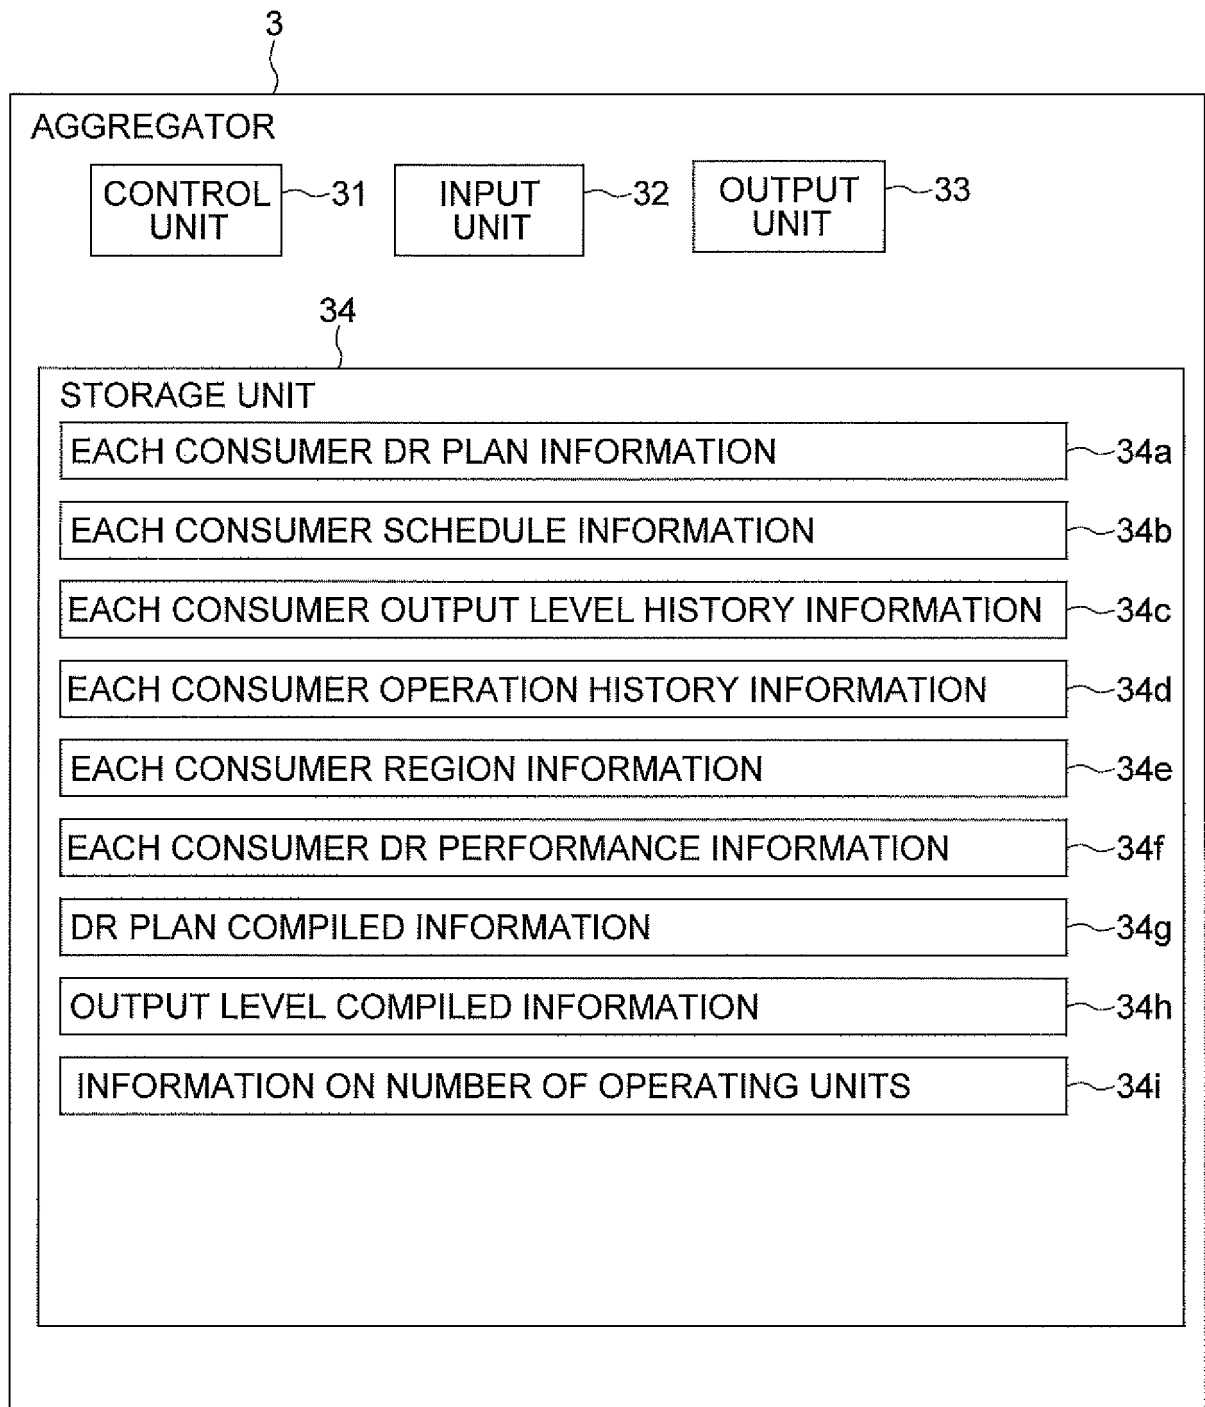 3
AGGREGATOR
CONTROL
UNIT
31
INPUT
UNIT
32
OUTPUT
UNIT
33
34
STORAGE UNIT
EACH CONSUMER DR PLAN INFORMATION
34a
EACH CONSUMER SCHEDULE INFORMATION
34b
EACH CONSUMER OUTPUT LEVEL HISTORY INFORMATION
34c
EACH CONSUMER OPERATION HISTORY INFORMATION
34d
EACH CONSUMER REGION INFORMATION
34e
EACH CONSUMER DR PERFORMANCE INFORMATION
34f
DR PLAN COMPILED INFORMATION
34g
OUTPUT LEVEL COMPILED INFORMATION
34h
INFORMATION ON NUMBER OF OPERATING UNITS
34i